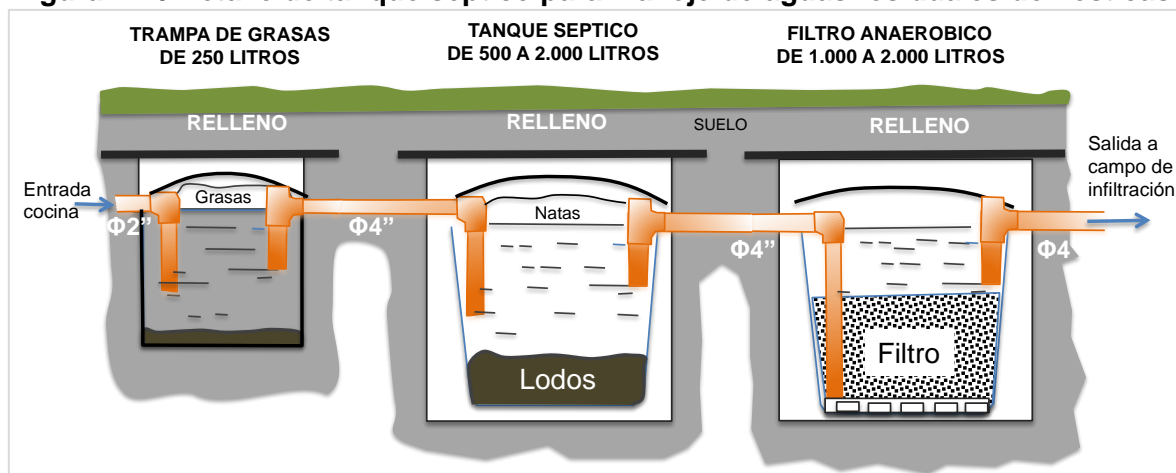 TRAMPA DE GRASAS
DE 250 LITROS
TANQUE SEPTICO
DE 500 A 2.000 LITROS
FILTRO ANAEROBICO
DE 1.000 A 2.000 LITROS
RELLENO
RELLENO
SUELO
RELLENO
Salida a
campo de
infiltración
Entrada
cocina
Grasas
Natas
Φ2”
Φ4”
Φ4”
Φ4
Filtro
Lodos